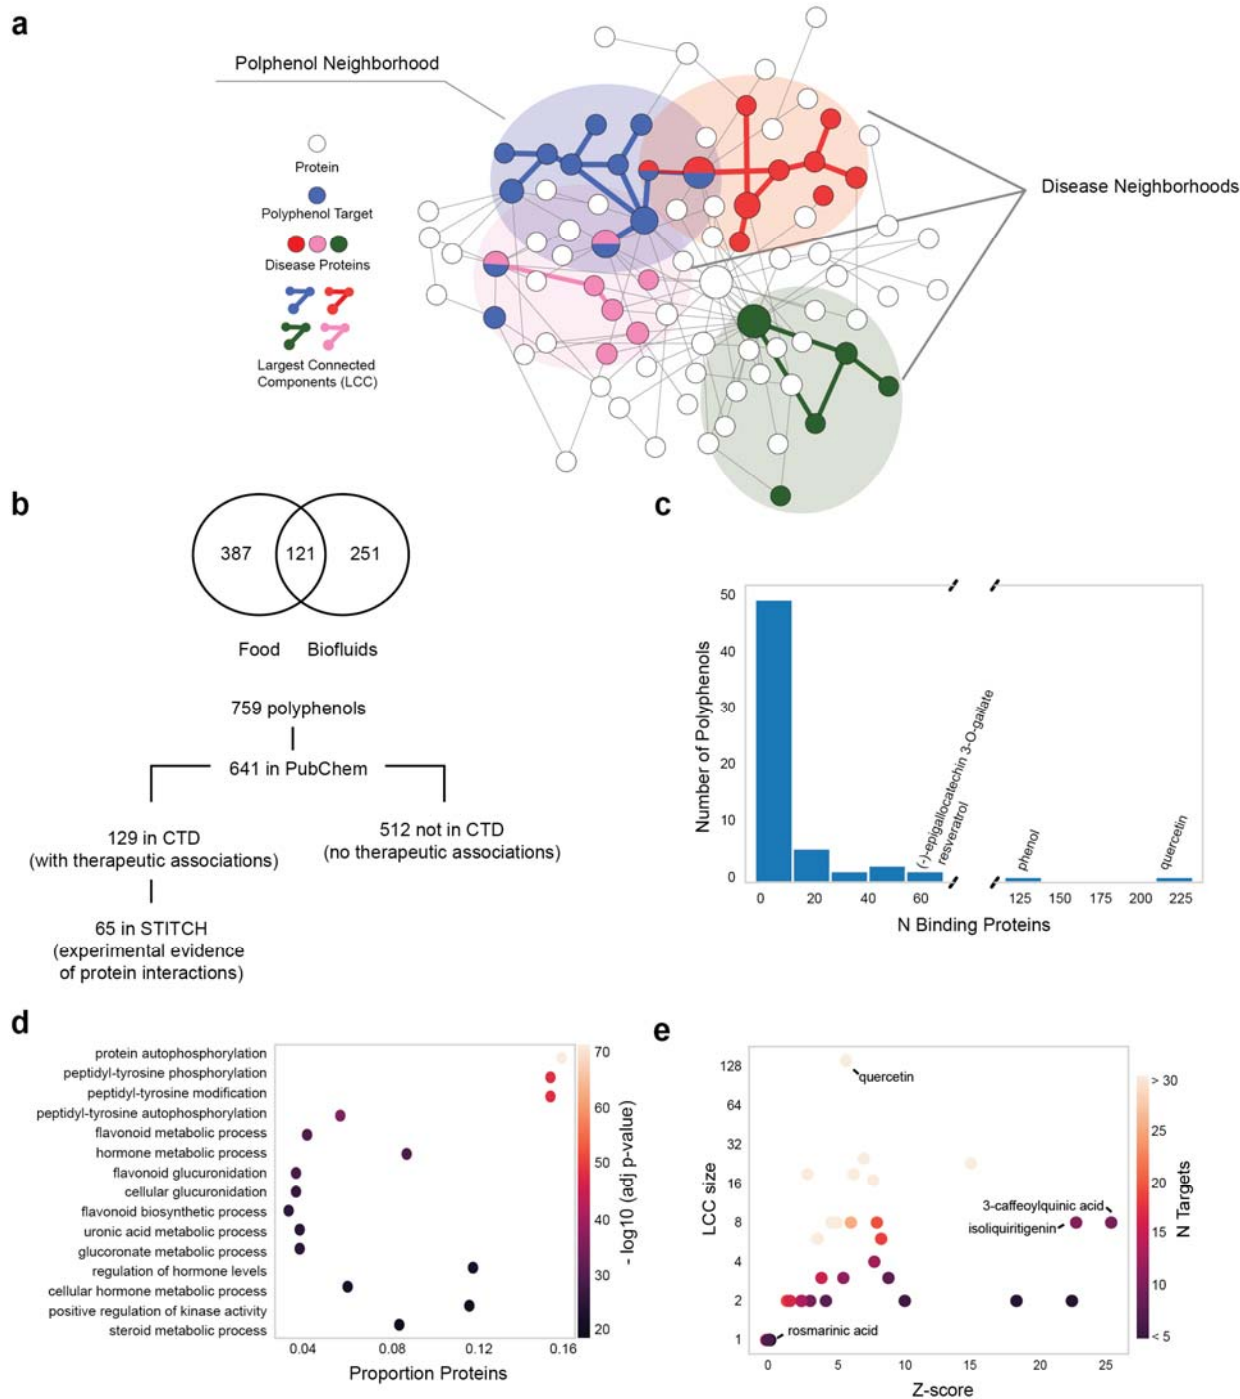 a
Polphenol Neighborhood
Protein
Polyphenol Target
Disease Proteins
Largest Connected
Components (LCC)
Disease Neighborhoods
b
387
121
251
Food
Biofluids
759 polyphenols
641 in PubChem
129 in CTD
(with therapeutic associations)
512 not in CTD
(no therapeutic associations)
65 in STITCH
(experimental evidence
of protein interactions)
c
Number of Polyphenols
50
40
30
20
10
0
(-)-epigallocatechin 3-O-gailate
resveratrol
phenol
quercetin
0
20
40
60
125
150
175
200
225
N Binding Proteins
d
protein autophosphorylation
peptidyl-tyrosine phosphorylation
peptidyl-tyrosine modification
peptidyl-tyrosine autophosphorylation
flavonoid metabolic process
hormone metabolic process
flavonoid glucuronidation
cellular glucuronidation
flavonoid biosynthetic process
uronic acid metabolic process
glucoronate metabolic process
regulation of hormone levels
cellular hormone metabolic process
positive regulation of kinase activity
steroid metabolic process
0.04
0.08
0.12
0.16
Proportion Proteins
70
60
50
40
30
20
- log10 (adj p-value)
e
LCC size
128
64
32
16
8
4
2
1
quercetin
3-caffeoylquinic acid
isoliquiritigenin
rosmarinic acid
0
5
10
15
20
25
Z-score
> 30
25
20
15
10
< 5
N Targets